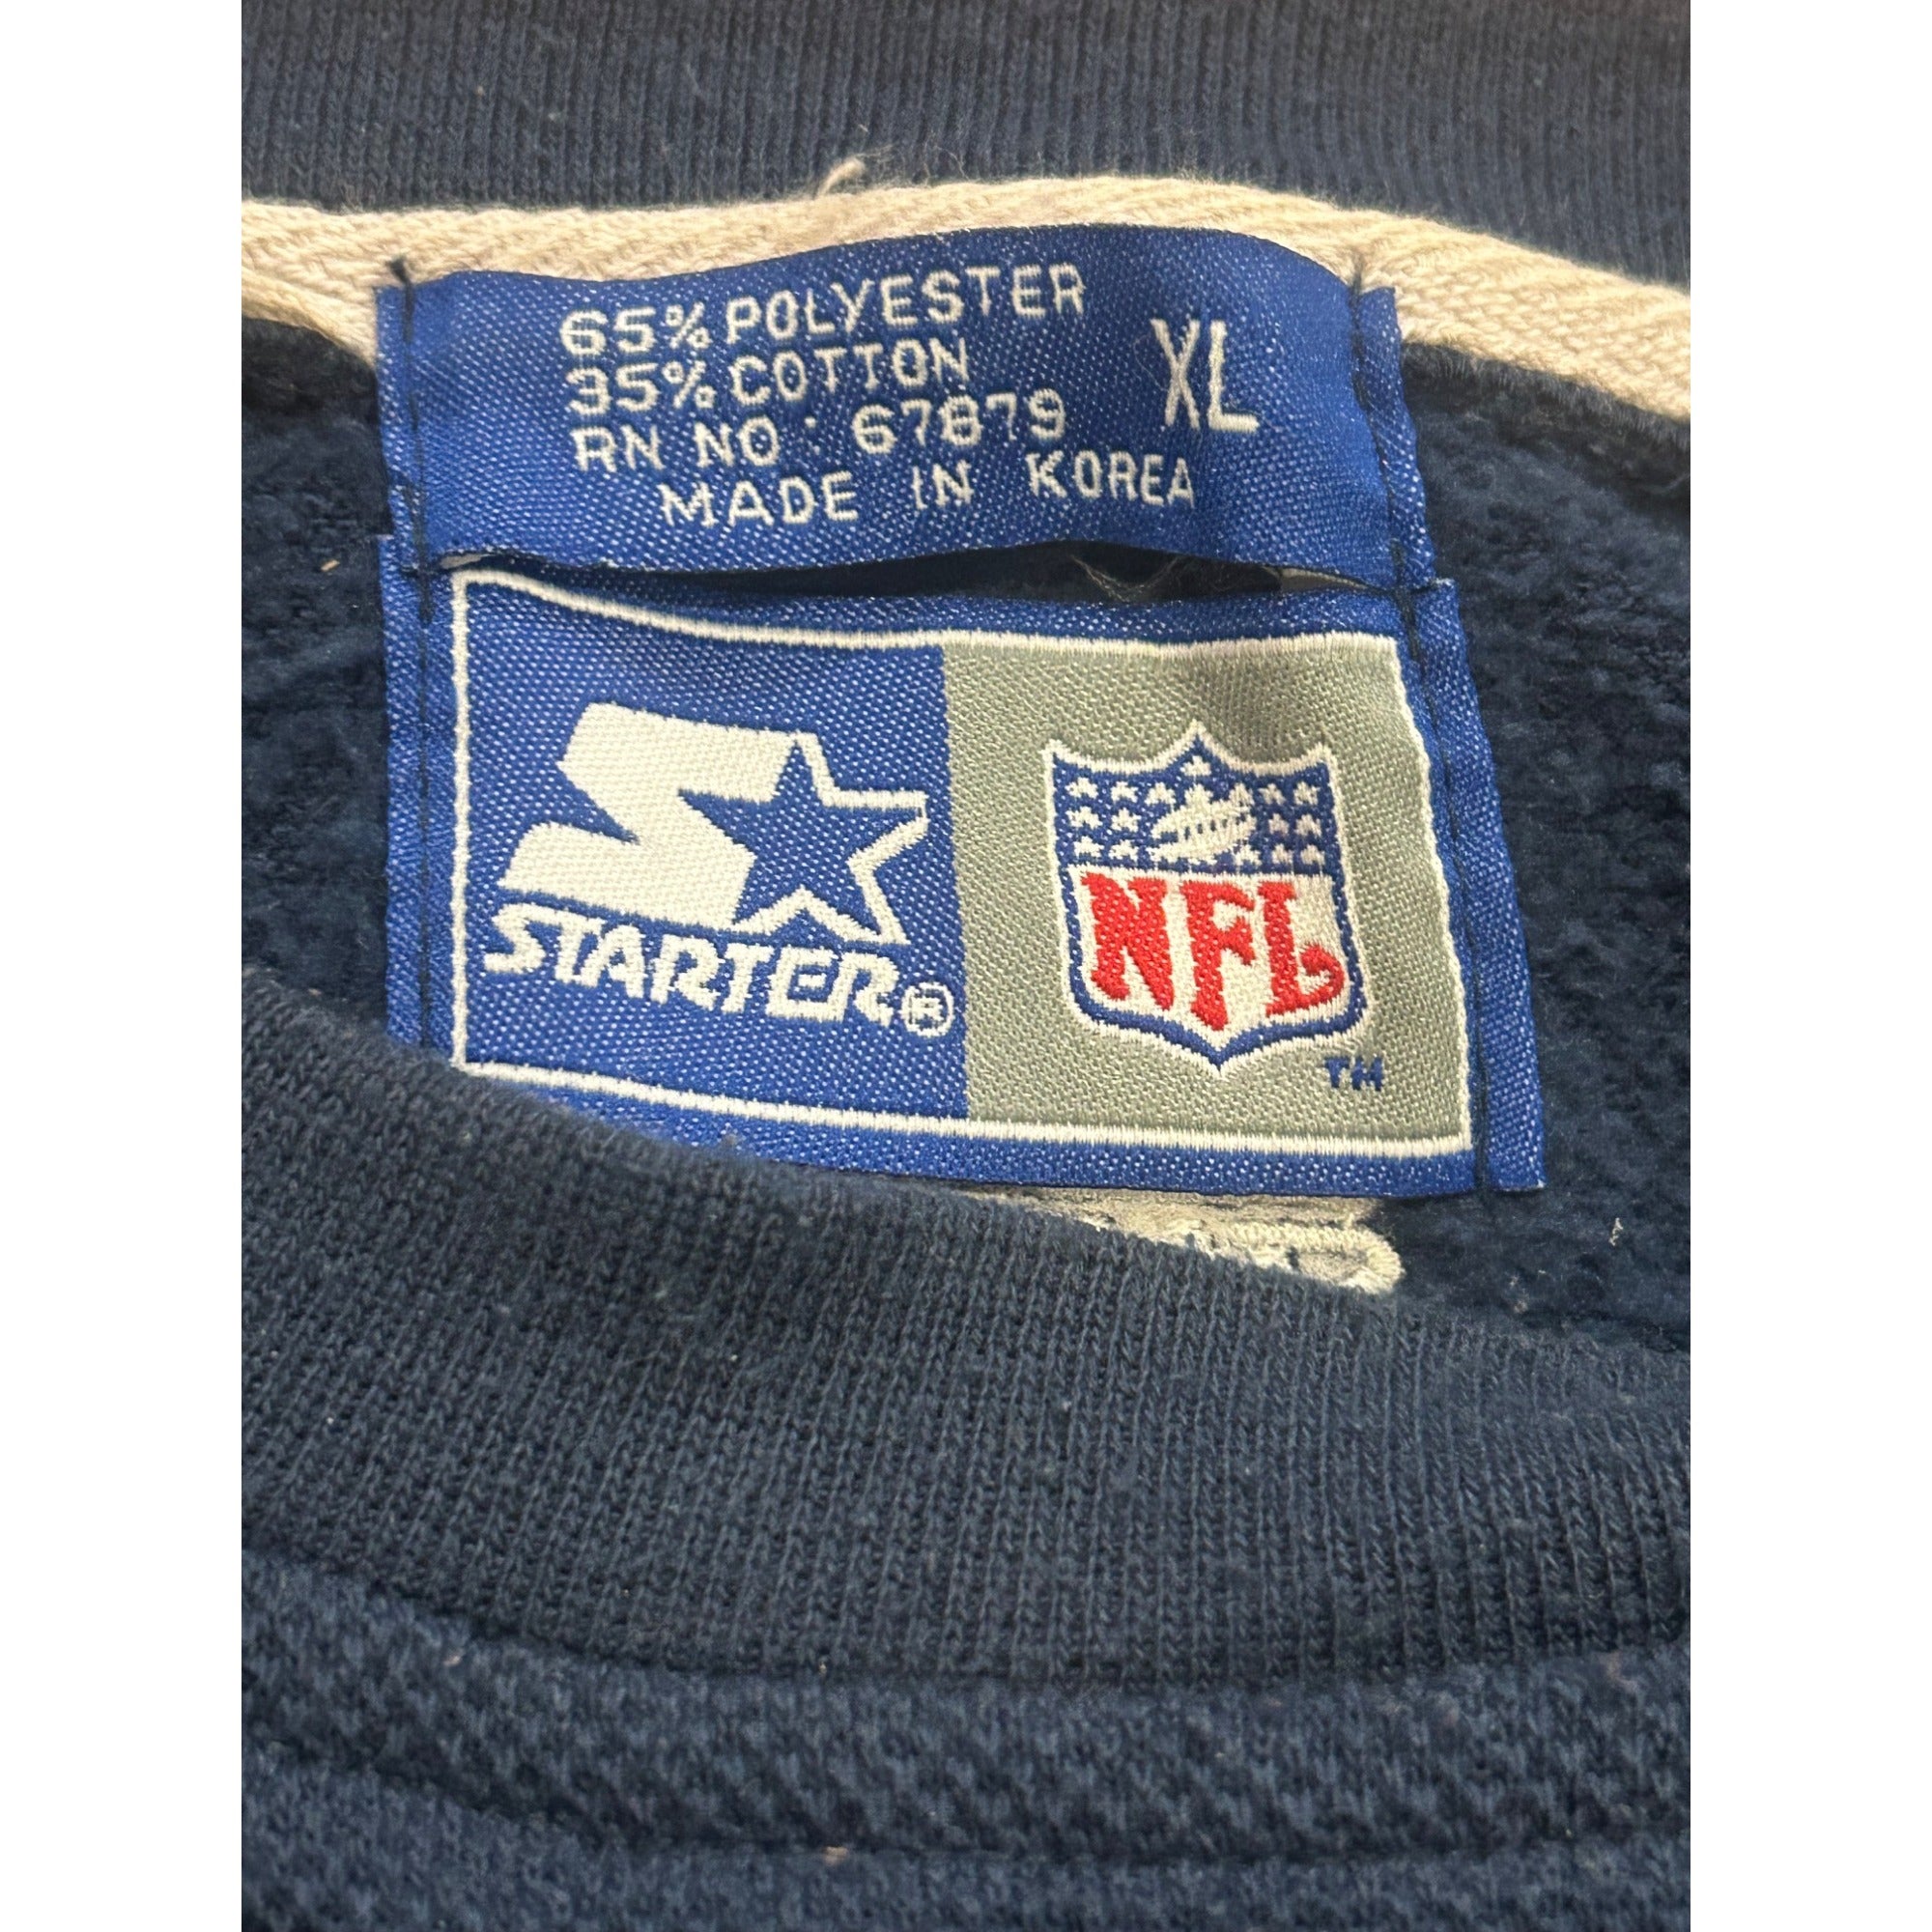 65% POLYESTER
35% COTTON
RN NO : 67879
XL
MADE IN KOREA
STARTER®
NFL
TM